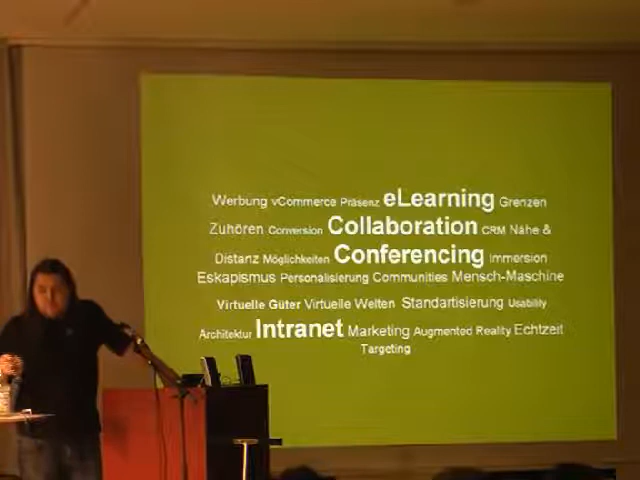 Werbung vCommerce Präsenz eLearning Grenzen
Zuhören Conversion Collaboration CRM Nähe &
Distanz Möglichkeiten Conferencing Immersion
Eskapismus Personalisierung Communities Mensch-Maschine
Virtuelle Güter Virtuelle Welten Standartisierung Usability
Architektur Intranet Marketing Augmented Reality Echtzeit
Targeting